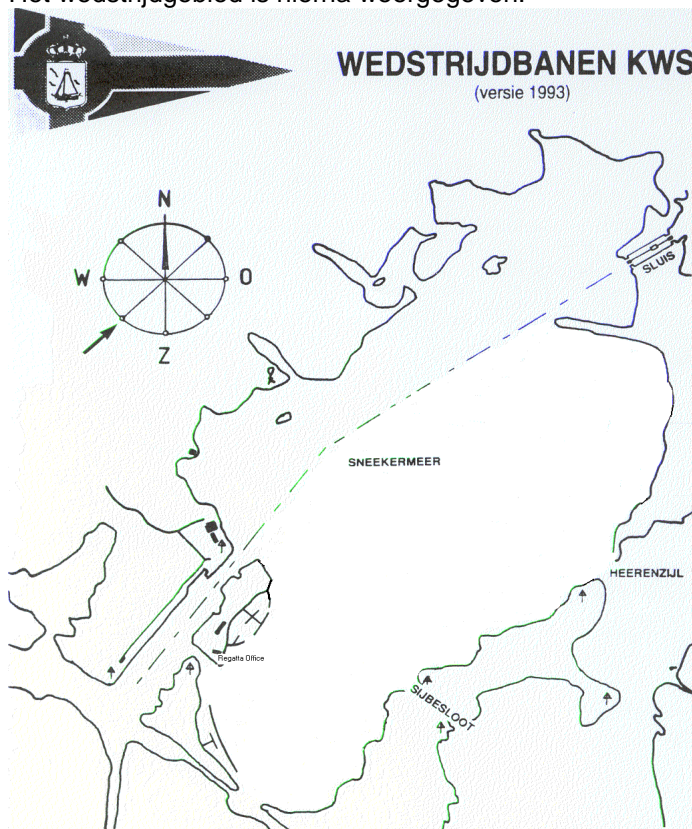 Het wedstrijdgebied is hierna weergegeven:
WEDSTRIJDBANEN KWS
(versie 1993)
N
W
O
Z
SLUIS
SNEEKERMEER
HEERENZIJL
Regatta Office
SIJBESLOOT